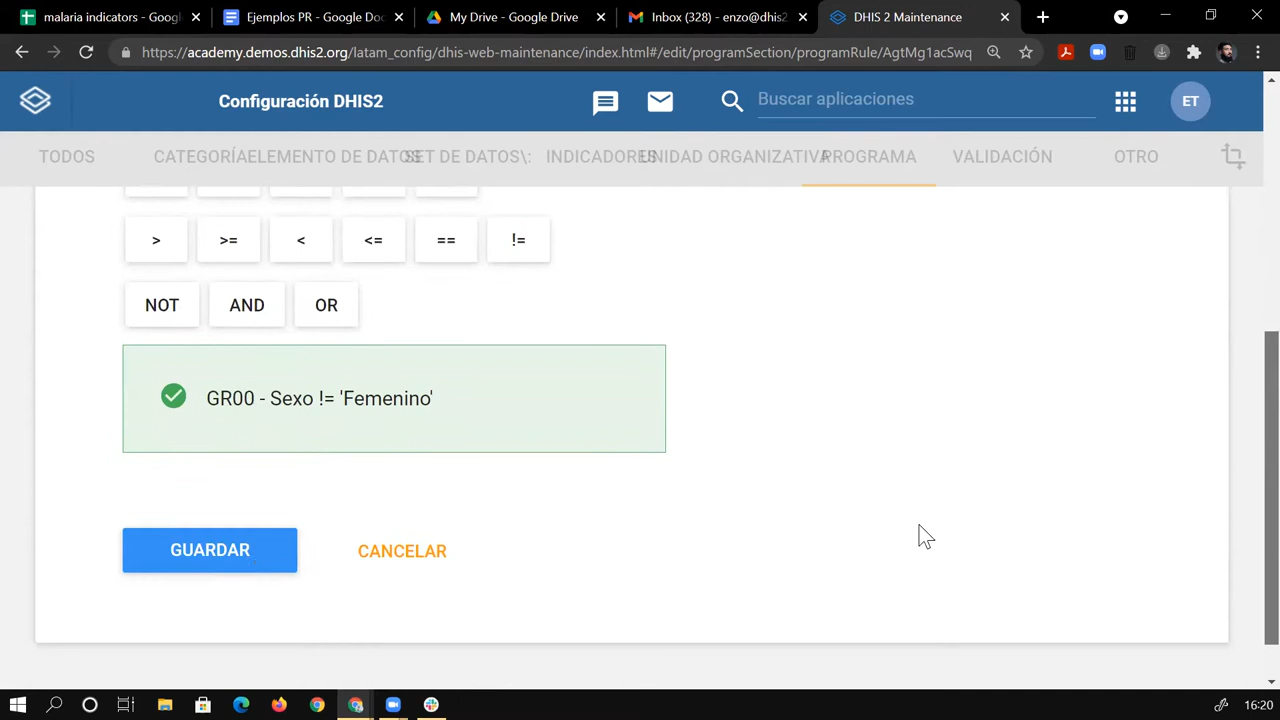 malaria indicators - Googl
Ejemplos PR - Google Doc
My Drive - Google Drive
Inbox (328) - enzo@dhis2
DHIS 2 Maintenance
https://academy.demos.dhis2.org/latam_config/dhis-web-maintenance/index.html#/edit/programSection/programRule/AgtMg1acSwq
Configuración DHIS2
Buscar aplicaciones
ET
TODOS
CATEGORÍA
ELEMENTO DE DATOS
SET DE DATOS\:
INDICADORES
UNIDAD ORGANIZATIVA
PROGRAMA
VALIDACIÓN
OTRO
> >= < <= == !=
NOT AND OR
GR00 - Sexo != 'Femenino'
GUARDAR CANCELAR
16:20